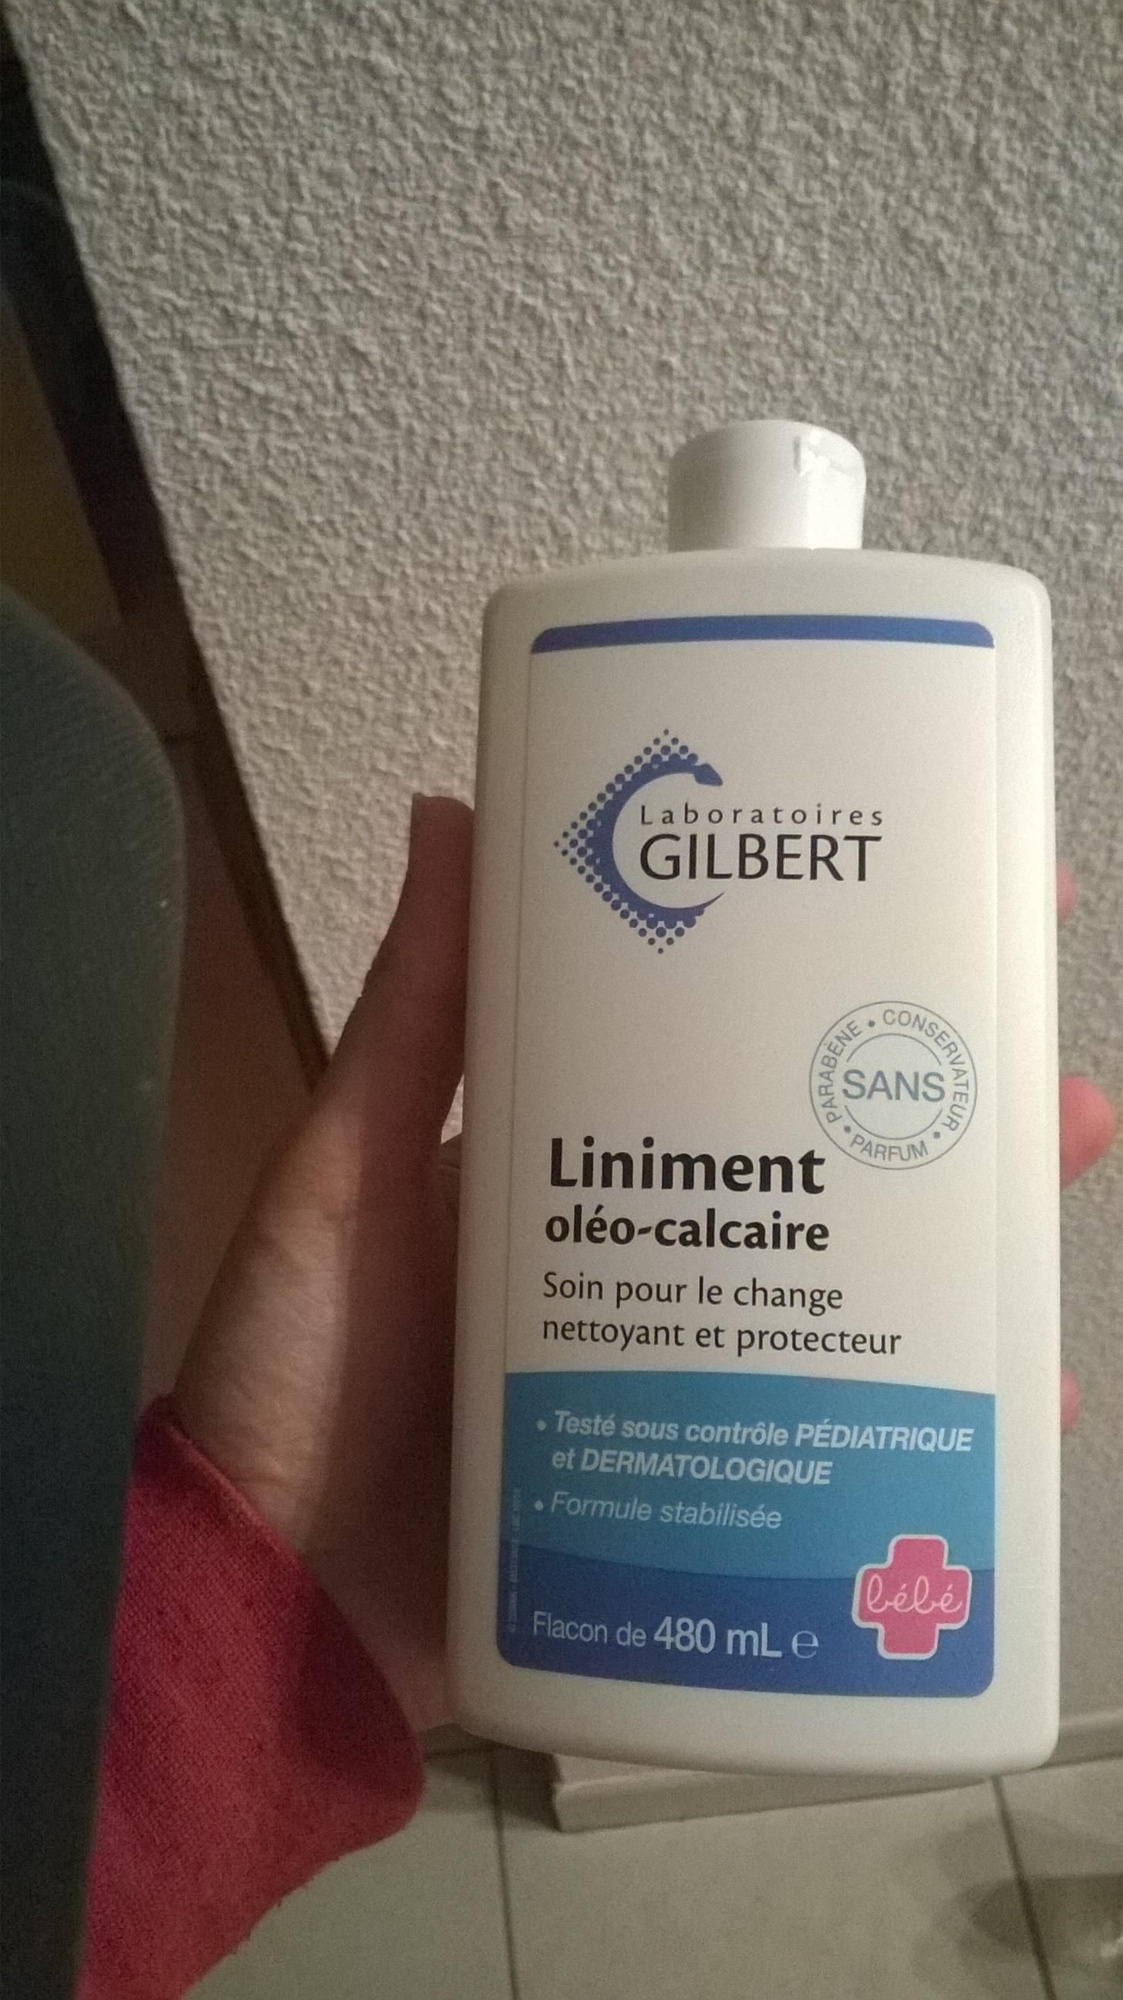 Laboratoires
GILBERT
PARABÈNE • CONSERVATEUR • PARFUM •
SANS
Liniment
oléo-calcaire
Soin pour le change
nettoyant et protecteur
• Testé sous contrôle PÉDIATRIQUE
et DERMATOLOGIQUE
• Formule stabilisée
bébé
Flacon de 480 mL ℮